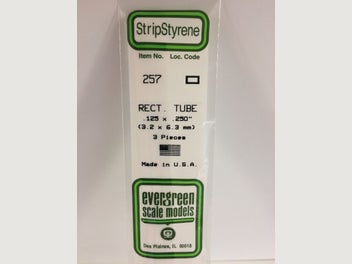 StripStyrene
Item No. Loc. Code
257
RECT. TUBE
.125 x .250"
(3.2 x 6.3 mm)
3 Pieces
Made in U.S.A.
evergreen
scale models
Des Plaines, IL 60018